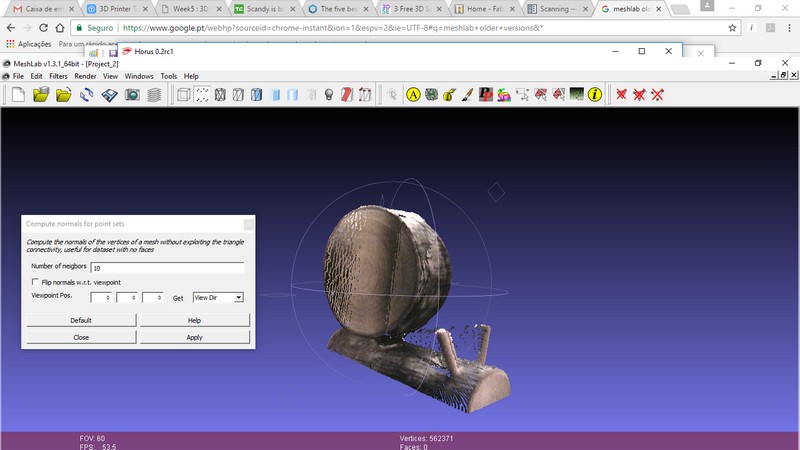 Caixa de em
3D Printer T
Week5 : 3D
Scandy is b
The five be
3 Free 3D S
Home - Fab
Scanning —
meshlab old
Seguro
https://www.google.pt/webhp?sourceid=chrome-instant&ion=1&espv=2&ie=UTF-8#q=meshlab+older+versions&*
Aplicações
Para um rápido
Horus 0.2rc1
MeshLab v1.3.1_64bit - [Project_2]
File Edit Filters Render View Windows Tools Help
Compute normals for point sets
Compute the normals of the vertices of a mesh without exploiting the triangle
connectivity, useful for dataset with no faces
Number of neigbors 10
Flip normals w.r.t. viewpoint
Viewpoint Pos. 0 0 0 Get View Dir
Default Help
Close Apply
FOV: 60 Vertices: 562371
FPS: 53.5 Faces: 0